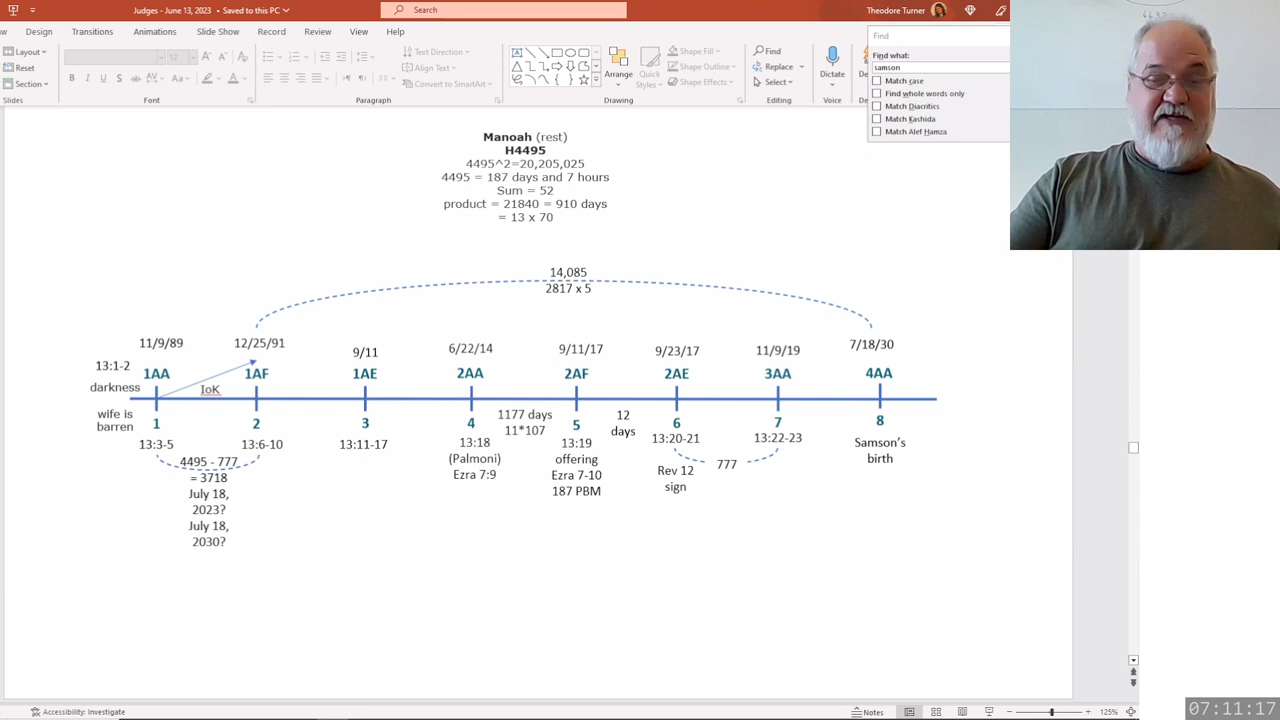 Judges - June 13, 2023 • Saved to this PC
Search
Theodore Turner
Design
Transitions
Animations
Slide Show
Record
Review
View
Help
Layout
Reset
Section
Slides
Font
Text Direction
Align Text
Convert to SmartArt
Paragraph
Arrange
Quick
Styles
Shape Fill
Shape Outline
Shape Effects
Drawing
Find
Replace
Select
Editing
Dictate
Voice
Find
Find what:
samson
Match case
Find whole words only
Match Diacritics
Match Kashida
Match Alef Hamza
Manoah (rest)
H4495
4495^2=20,205,025
4495 = 187 days and 7 hours
Sum = 52
product = 21840 = 910 days
= 13 x 70
14,085
2817 x 5
11/9/89
12/25/91
9/11
6/22/14
9/11/17
9/23/17
11/9/19
7/18/30
13:1-2
darkness
1AA
IoK
1AF
1AE
2AA
2AF
2AE
3AA
4AA
wife is
barren
1
2
3
4
1177 days
11*107
5
12
days
6
7
8
13:3-5
13:6-10
13:11-17
13:18
(Palmoni)
Ezra 7:9
13:19
offering
Ezra 7-10
187 PBM
13:20-21
Rev 12
sign
777
13:22-23
Samson's
birth
4495 - 777
= 3718
July 18,
2023?
July 18,
2030?
Accessibility: Investigate
Notes
125%
07:11:17